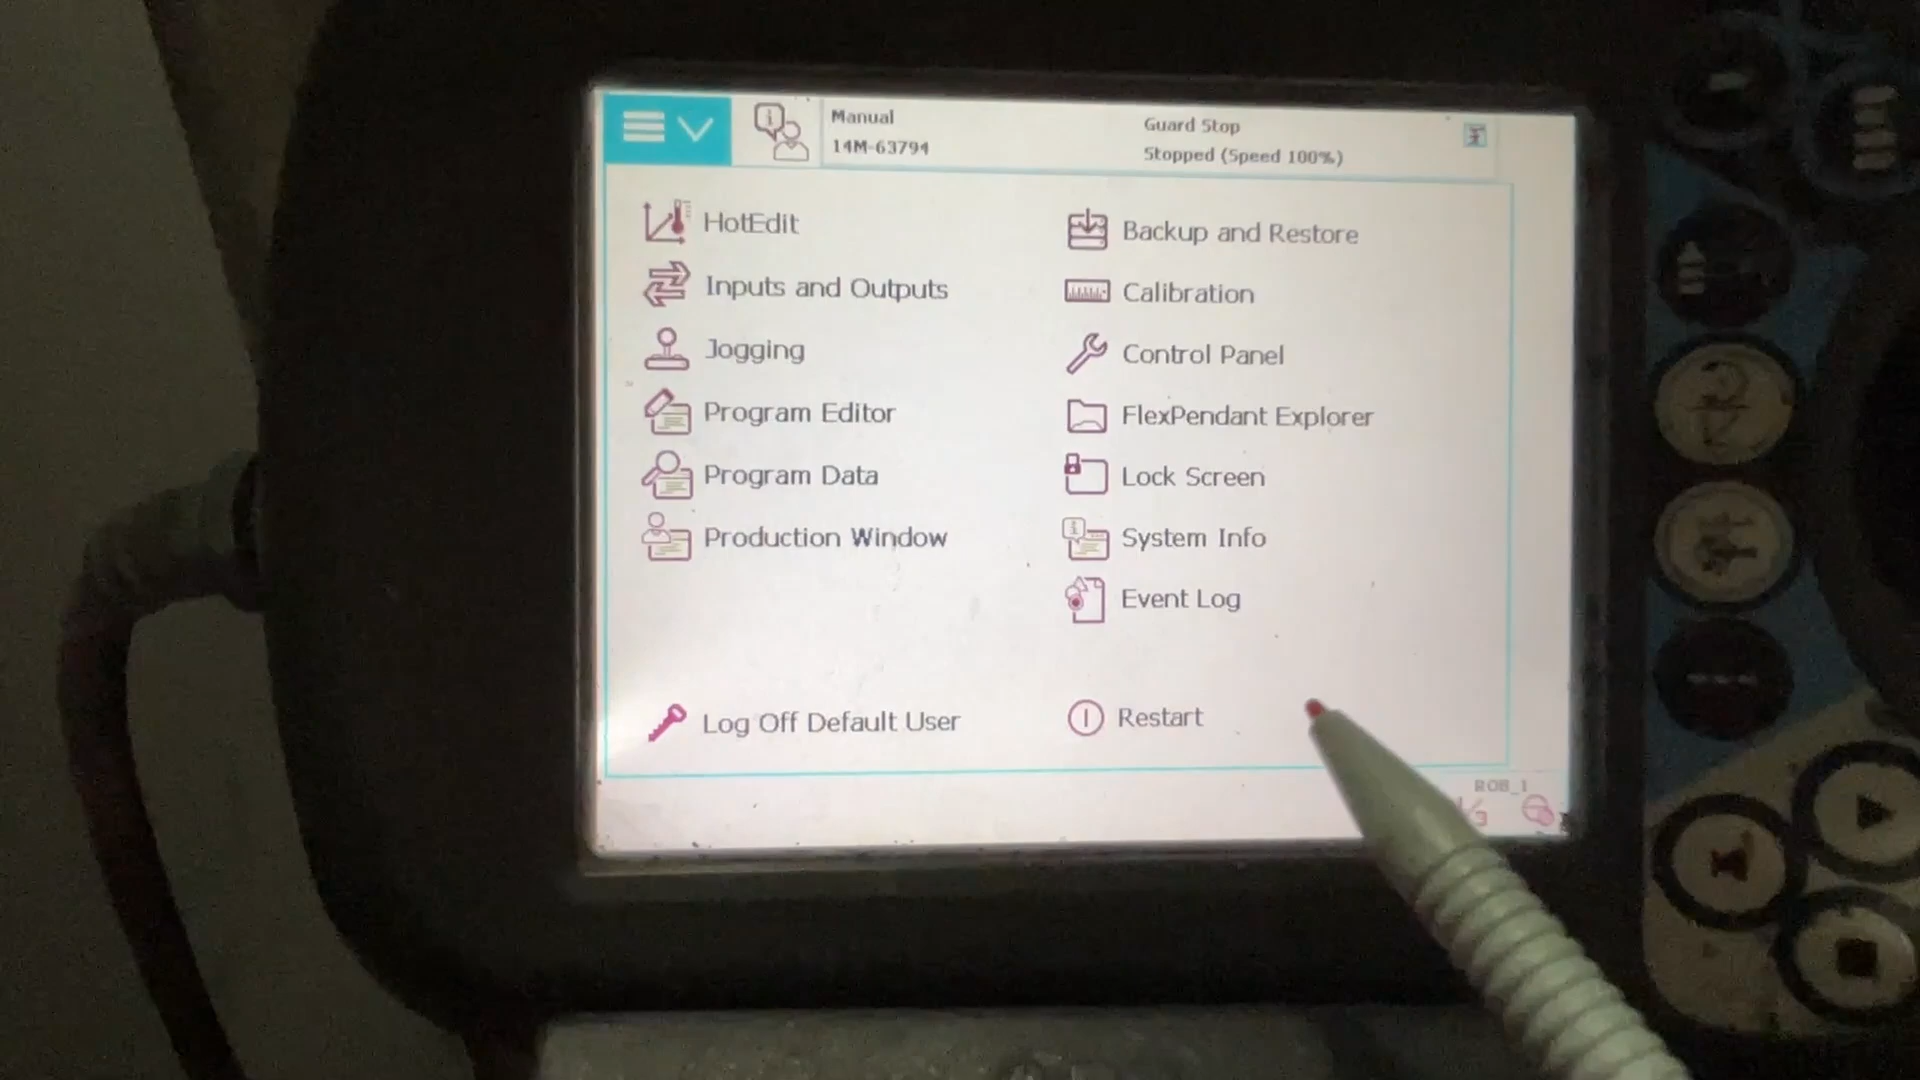 Manual
14M-63794
Guard Stop
Stopped (Speed 100%)
HotEdit
Inputs and Outputs
Jogging
Program Editor
Program Data
Production Window
Backup and Restore
Calibration
Control Panel
FlexPendant Explorer
Lock Screen
System Info
Event Log
Log Off Default User
Restart
ROB_1